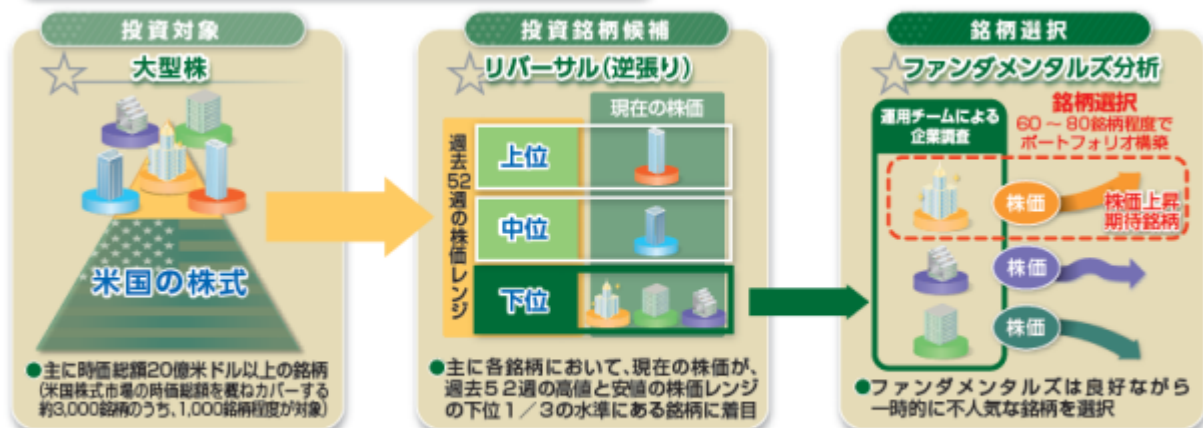 投資対象
大型株
米国の株式
●主に時価総額20億米ドル以上の銘柄
(米国株式市場の時価総額を概ねカバーする
約3,000銘柄のうち、1,000銘柄程度が対象)
投資銘柄候補
リバーサル(逆張り)
現在の株価
過去52週の株価レンジ
上位
中位
下位
●主に各銘柄において、現在の株価が、
過去52週の高値と安値の株価レンジ
の下位1/3の水準にある銘柄に着目
銘柄選択
ファンダメンタルズ分析
運用チームによる
企業調査
銘柄選択
60～80銘柄程度で
ポートフォリオ構築
株価
株価上昇
期待銘柄
株価
株価
●ファンダメンタルズは良好ながら
一時的に不人気な銘柄を選択